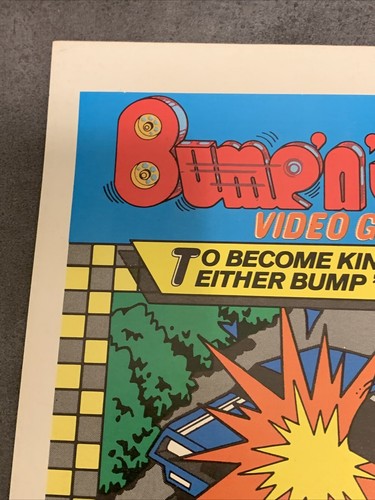 Bump'n'
VIDEO G
TO BECOME KIN
EITHER BUMP '